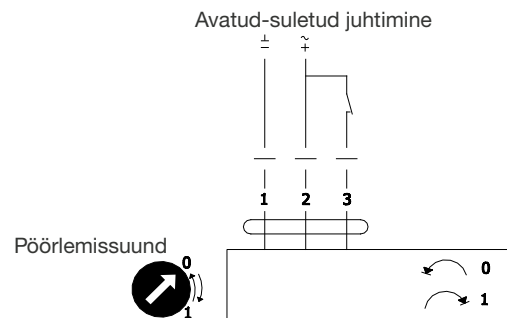 Avatud-suletud juhtimine
⊥ ~
– +
1 2 3
Pöörlemissuund
0
1
0
1